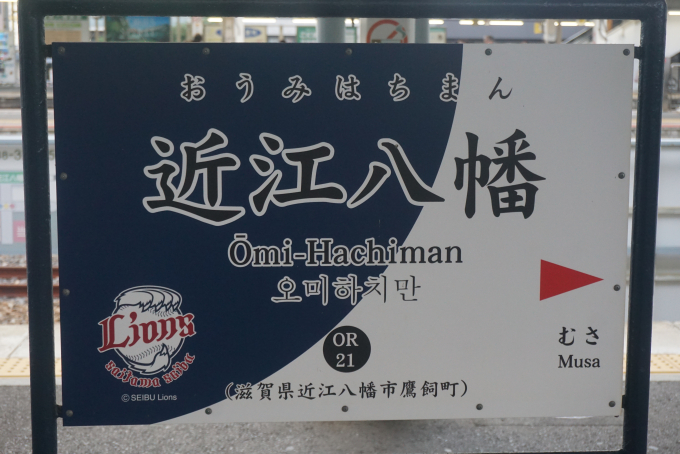 おうみはちまん
近江八幡
Ōmi-Hachiman
오미하치만
OR
21
むさ
Musa
Lions
saitama seibu
© SEIBU Lions
(滋賀県近江八幡市鷹飼町)